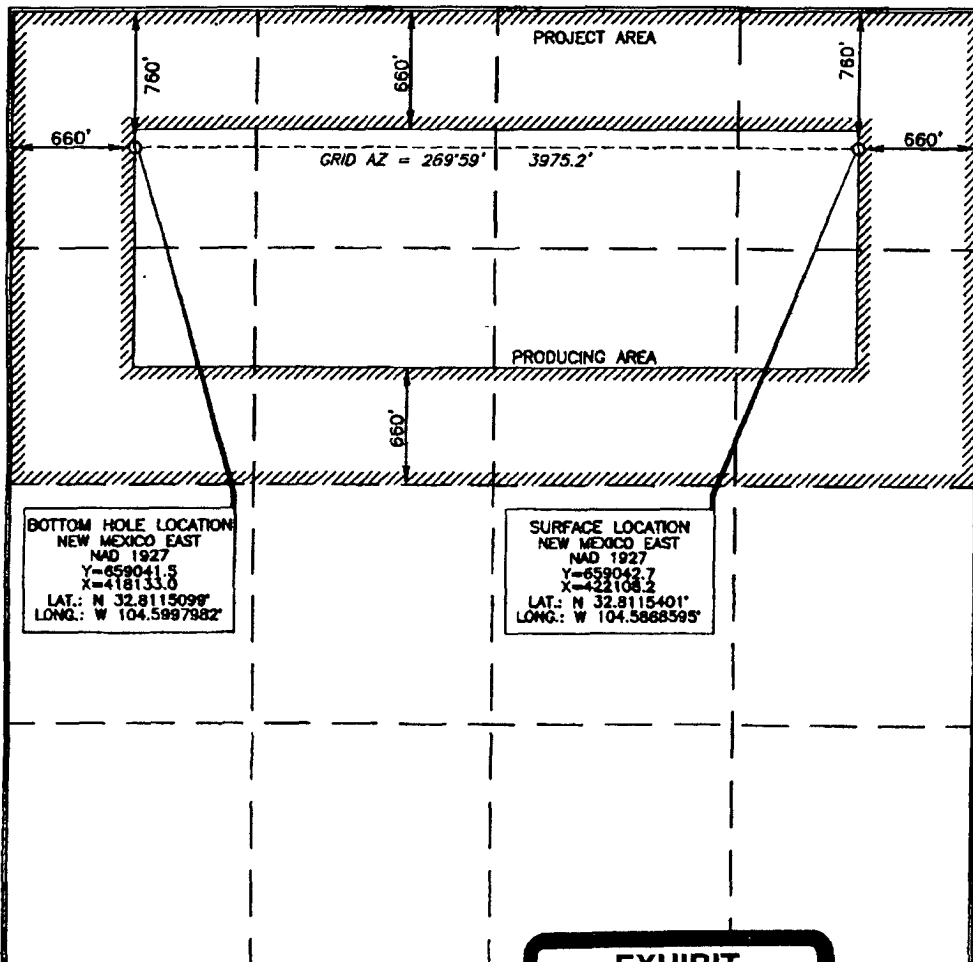 PROJECT AREA
760'
660'
760'
660'
660'
GRID AZ = 269°59' 3975.2'
PRODUCING AREA
660'
BOTTOM HOLE LOCATION
NEW MEXICO EAST
NAD 1927
Y=659041.5
X=418133.0
LAT.: N 32.8115099°
LONG.: W 104.5997982°
SURFACE LOCATION
NEW MEXICO EAST
NAD 1927
Y=659042.7
X=422108.2
LAT.: N 32.8115401°
LONG.: W 104.5868595°
EXHIBIT